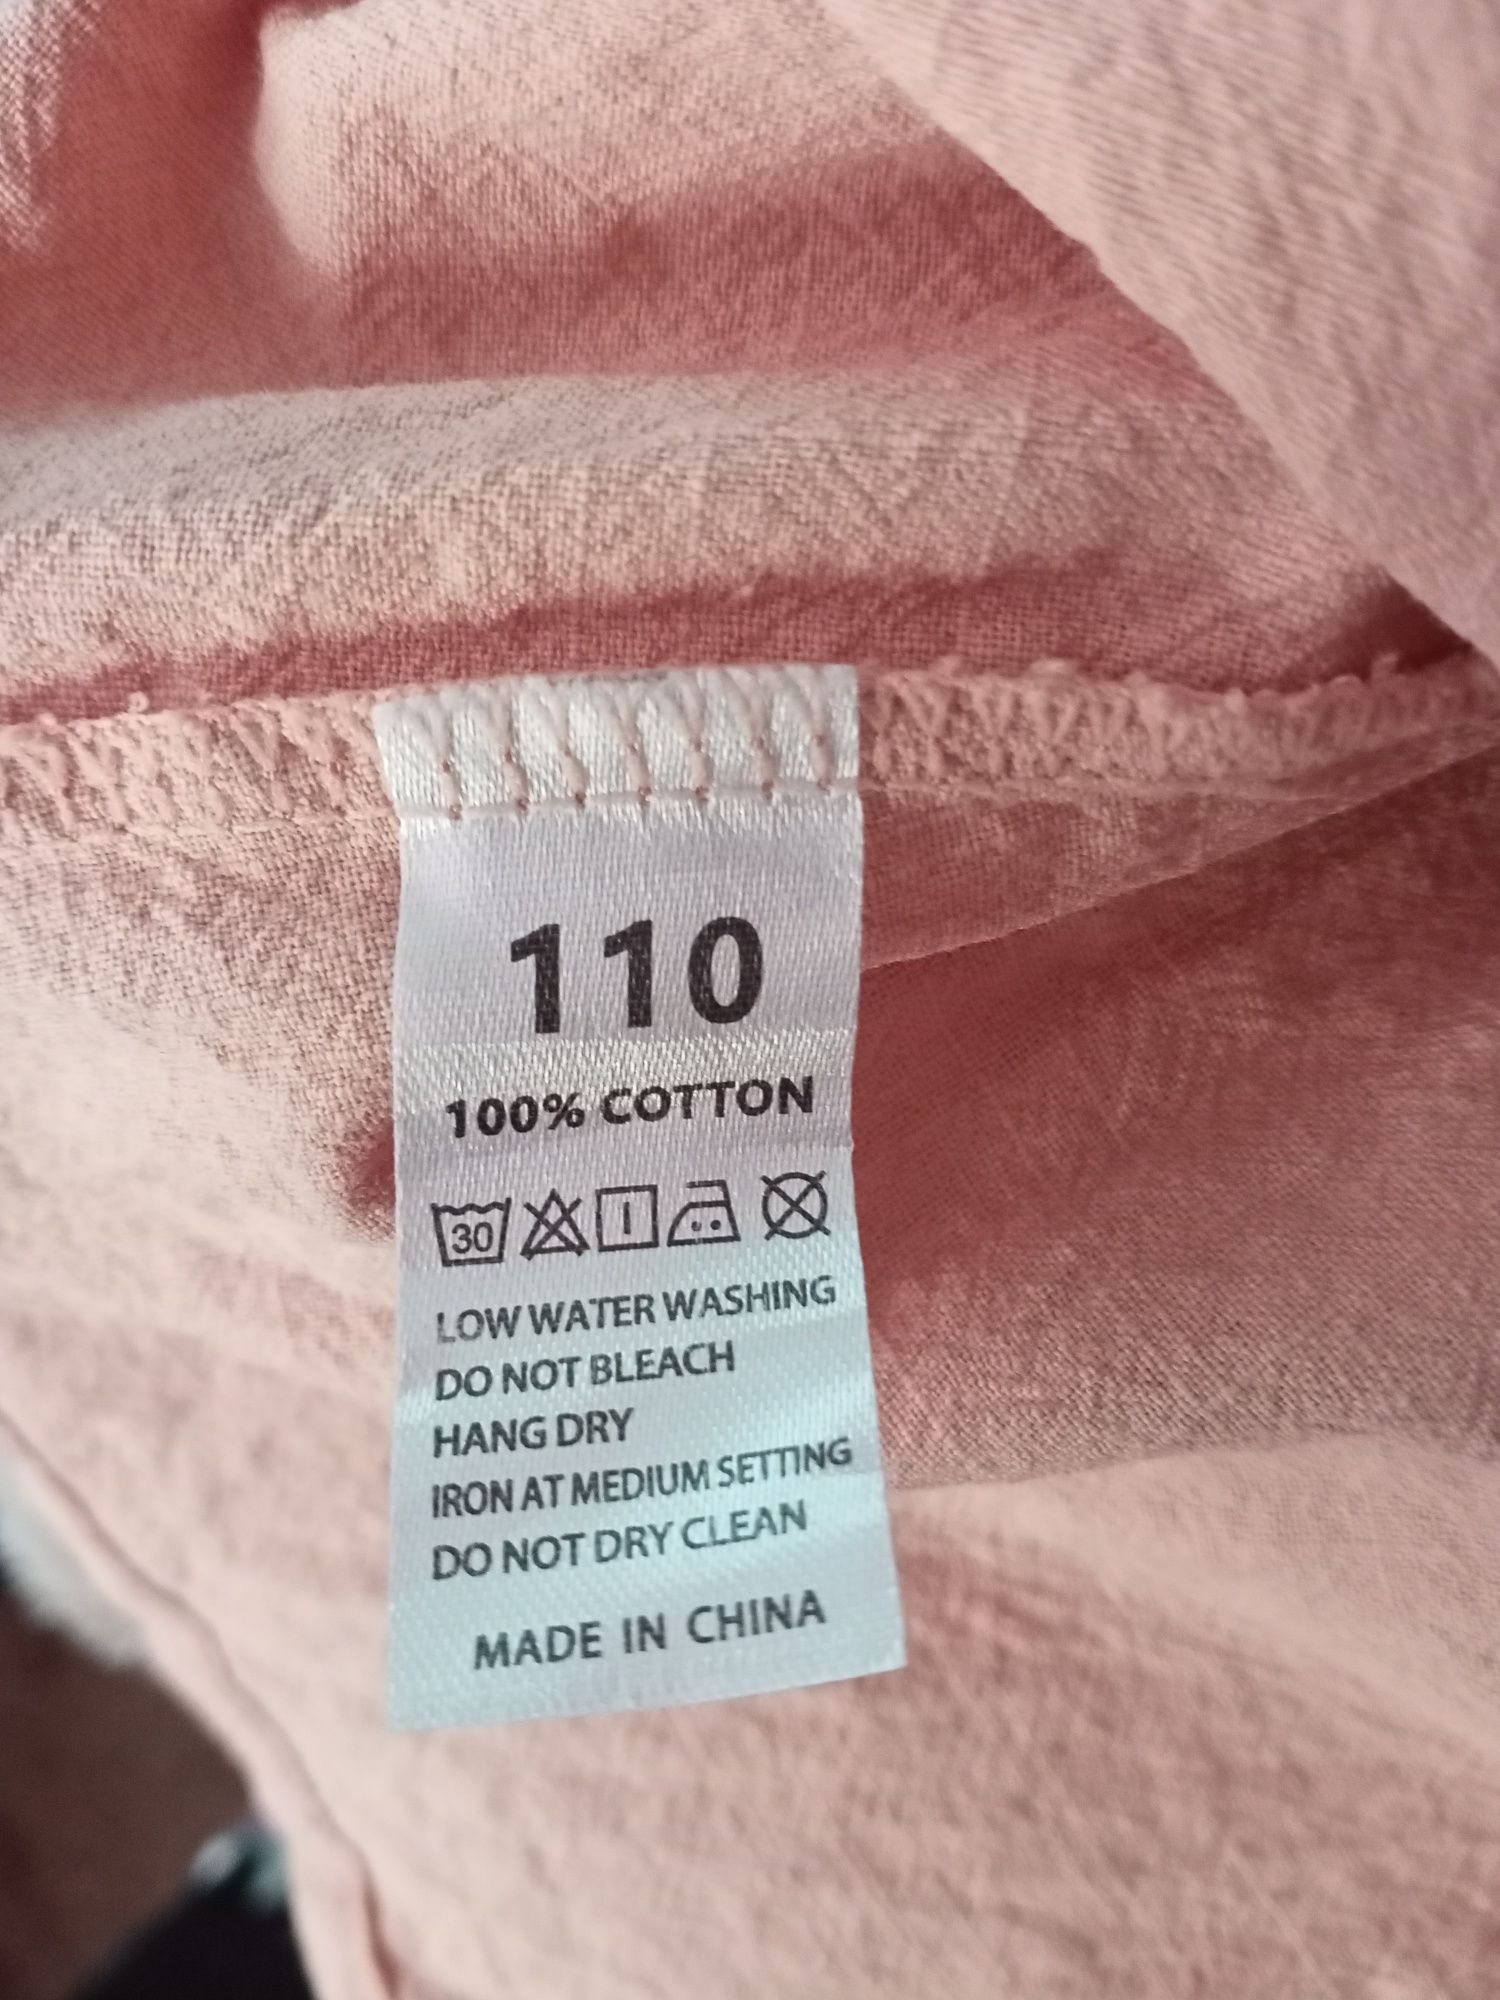 110
100% COTTON
30
LOW WATER WASHING
DO NOT BLEACH
HANG DRY
IRON AT MEDIUM SETTING
DO NOT DRY CLEAN
MADE IN CHINA